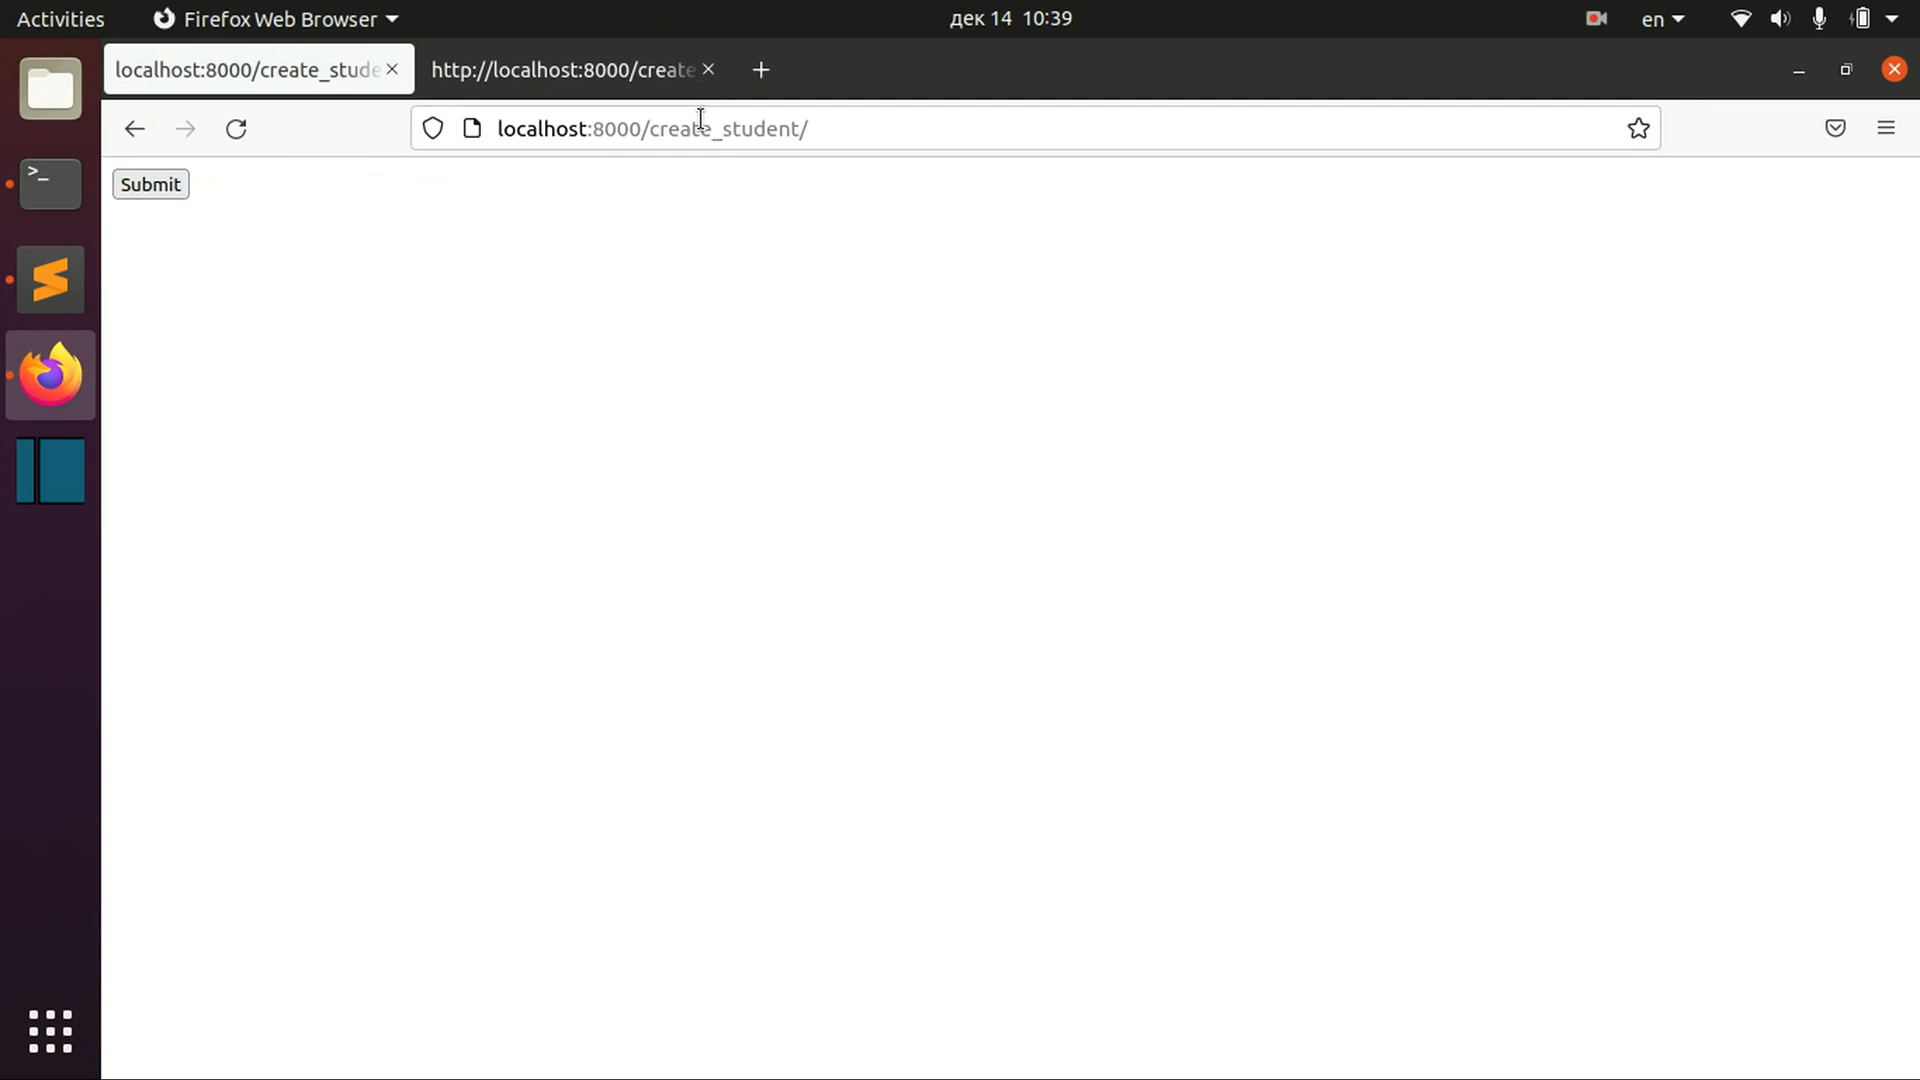 Activities Firefox Web Browser дек 14 10:39 en
localhost:8000/create_stude http://localhost:8000/create
localhost:8000/create_student/
Submit